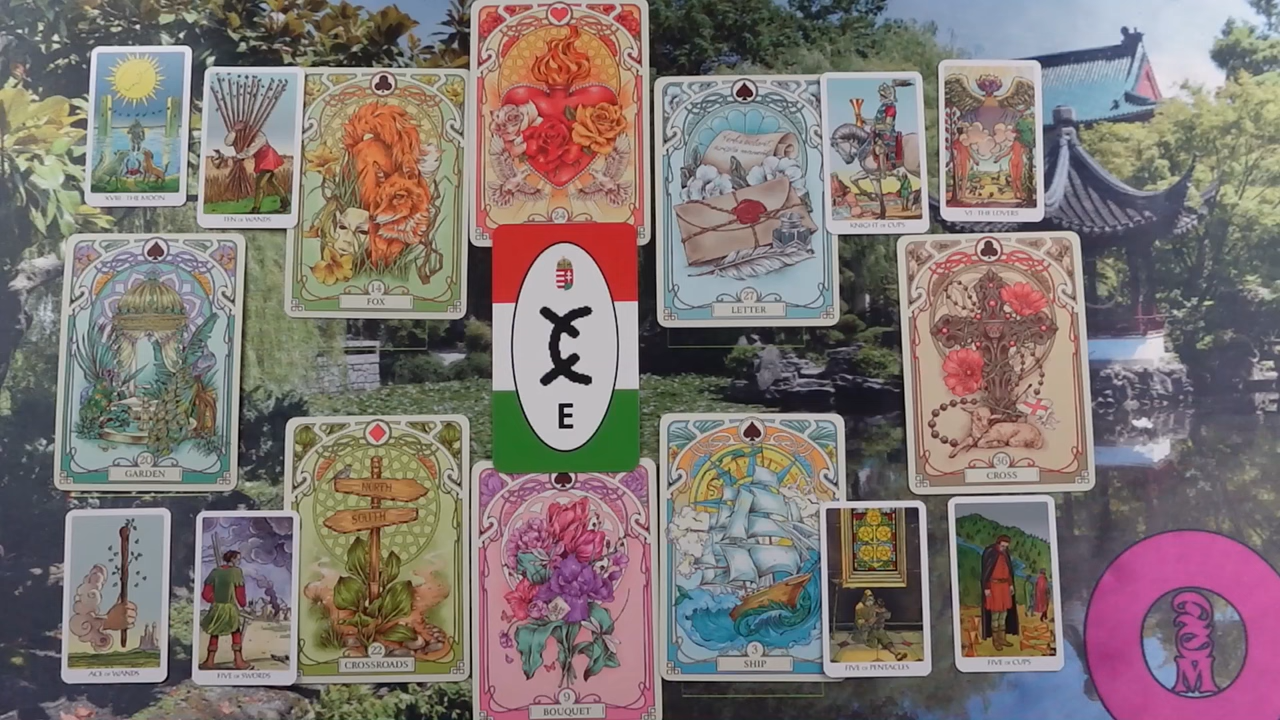 XVIII · THE MOON
TEN OF WANDS
14
FOX
24
27
LETTER
KNIGHT OF CUPS
VI · THE LOVERS
E
20
GARDEN
36
CROSS
NORTH
SOUTH
22
CROSSROADS
9
BOUQUET
3
SHIP
ACE OF WANDS
FIVE OF SWORDS
FIVE OF PENTACLES
FIVE OF CUPS